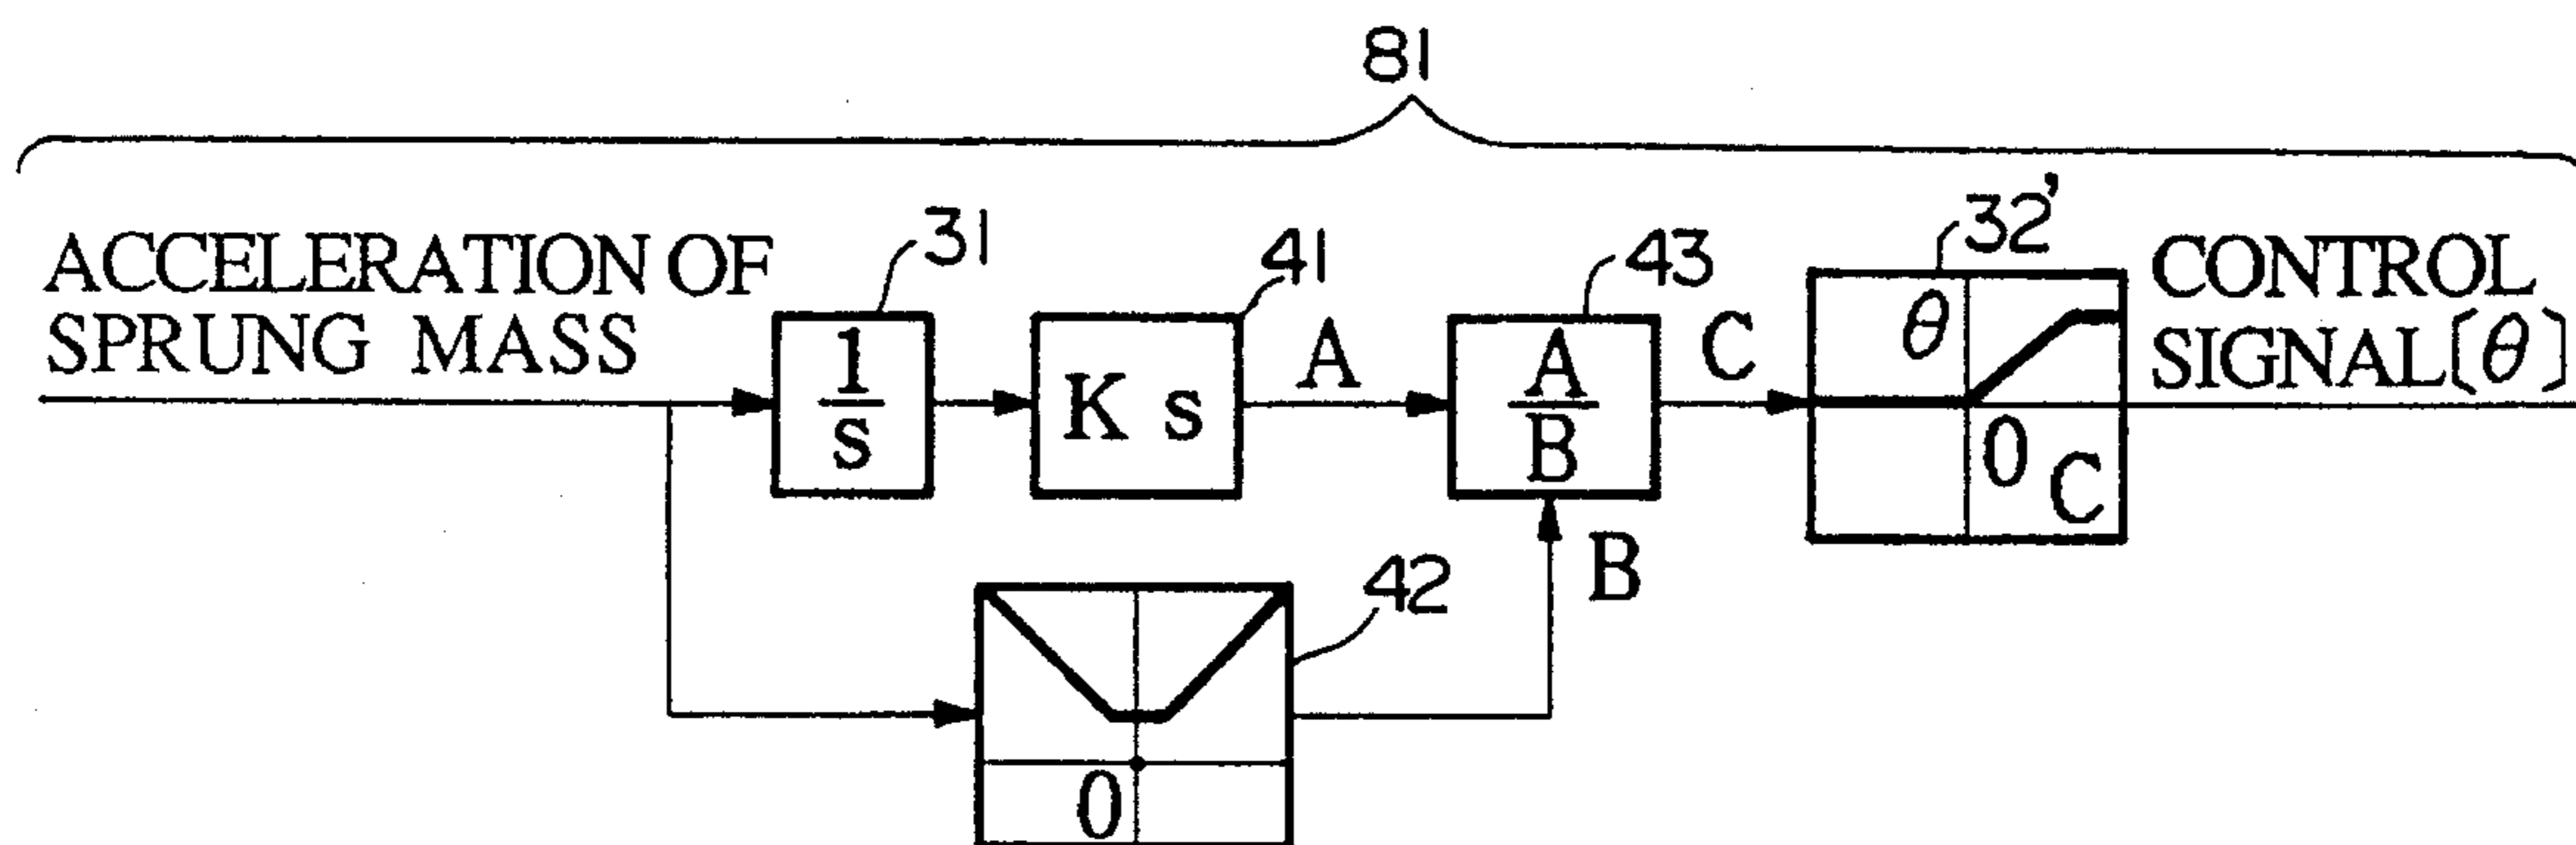 81
ACCELERATION OF
SPRUNG MASS
31
1
s
41
K s
A
43
A
B
C
32'
θ
0
C
CONTROL
SIGNAL[θ]
42
0
B